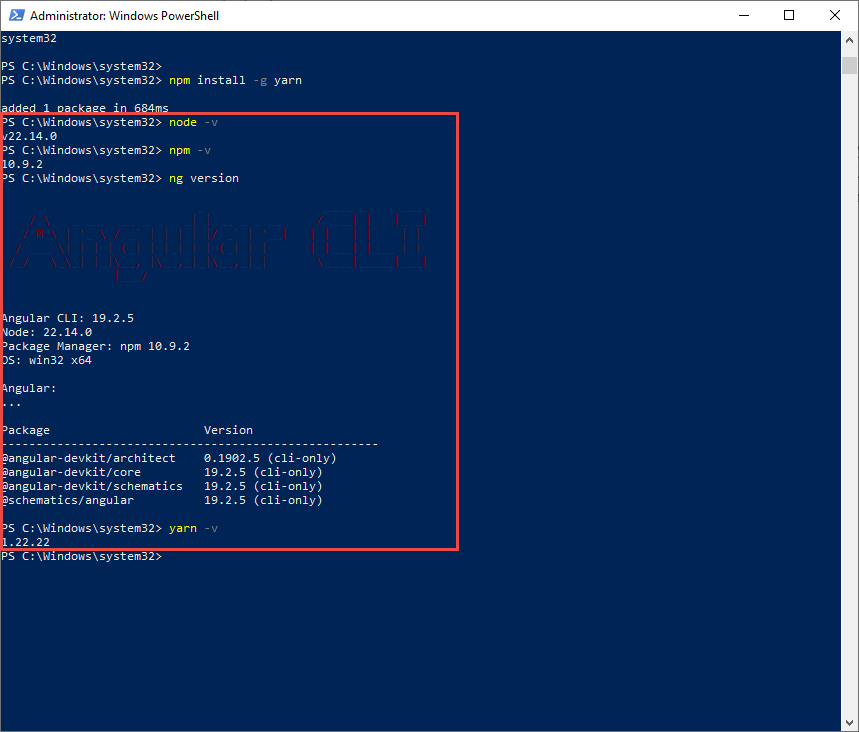 Administrator: Windows PowerShell
system32
PS C:\Windows\system32>
PS C:\Windows\system32> npm install -g yarn
added 1 package in 684ms
PS C:\Windows\system32> node -v
v22.14.0
PS C:\Windows\system32> npm -v
10.9.2
PS C:\Windows\system32> ng version
Angular CLI
Angular CLI: 19.2.5
Node: 22.14.0
Package Manager: npm 10.9.2
OS: win32 x64
Angular:
...
Package Version
------------------------------------------------------
@angular-devkit/architect 0.1902.5 (cli-only)
@angular-devkit/core 19.2.5 (cli-only)
@angular-devkit/schematics 19.2.5 (cli-only)
@schematics/angular 19.2.5 (cli-only)
PS C:\Windows\system32> yarn -v
1.22.22
PS C:\Windows\system32>